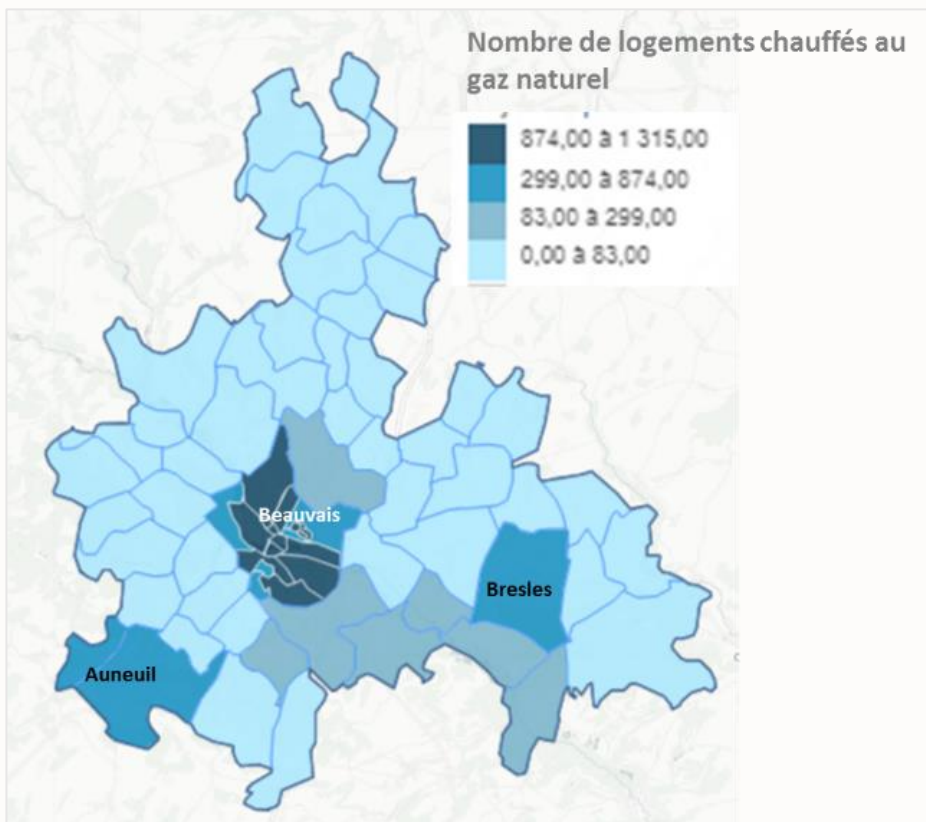 Nombre de logements chauffés au
gaz naturel
874,00 à 1 315,00
299,00 à 874,00
83,00 à 299,00
0,00 à 83,00
Beauvais
Bresles
Auneuil